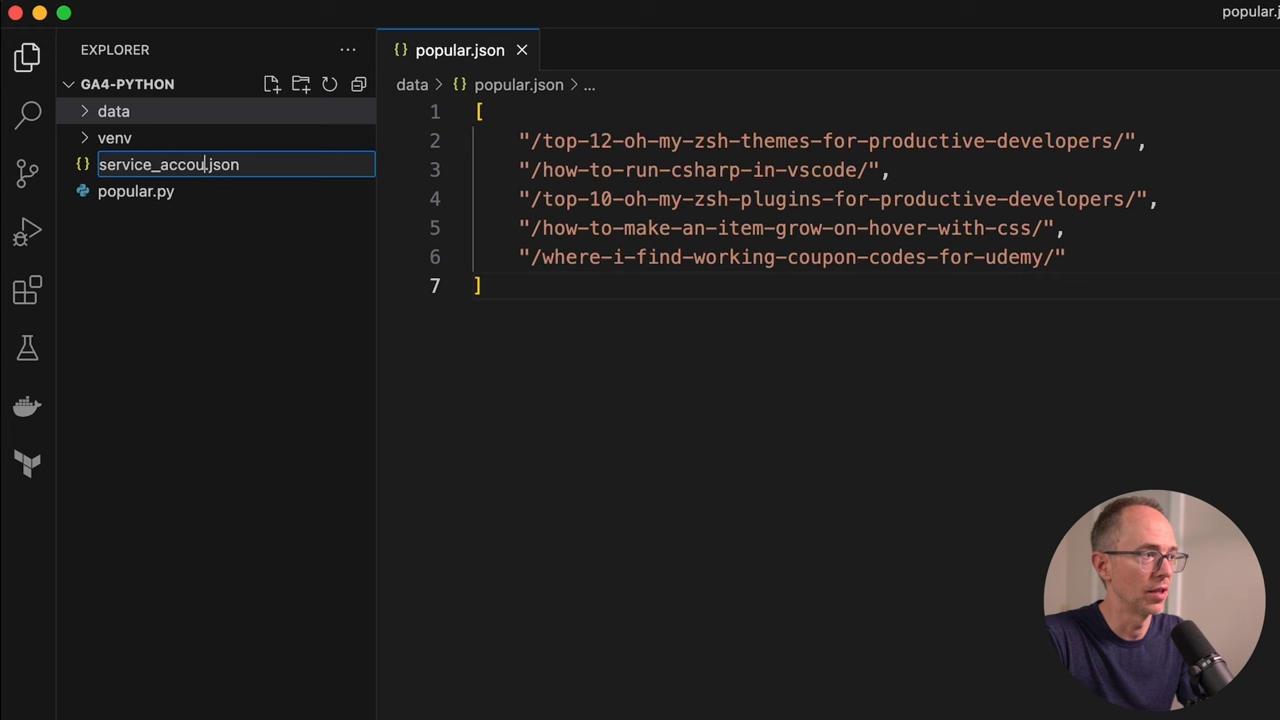 popular.j
EXPLORER
GA4-PYTHON
data
venv
service_accou.json
popular.py
popular.json
data > {} popular.json > ...
1 [
2 "/top-12-oh-my-zsh-themes-for-productive-developers/",
3 "/how-to-run-csharp-in-vscode/",
4 "/top-10-oh-my-zsh-plugins-for-productive-developers/",
5 "/how-to-make-an-item-grow-on-hover-with-css/",
6 "/where-i-find-working-coupon-codes-for-udemy/"
7 ]